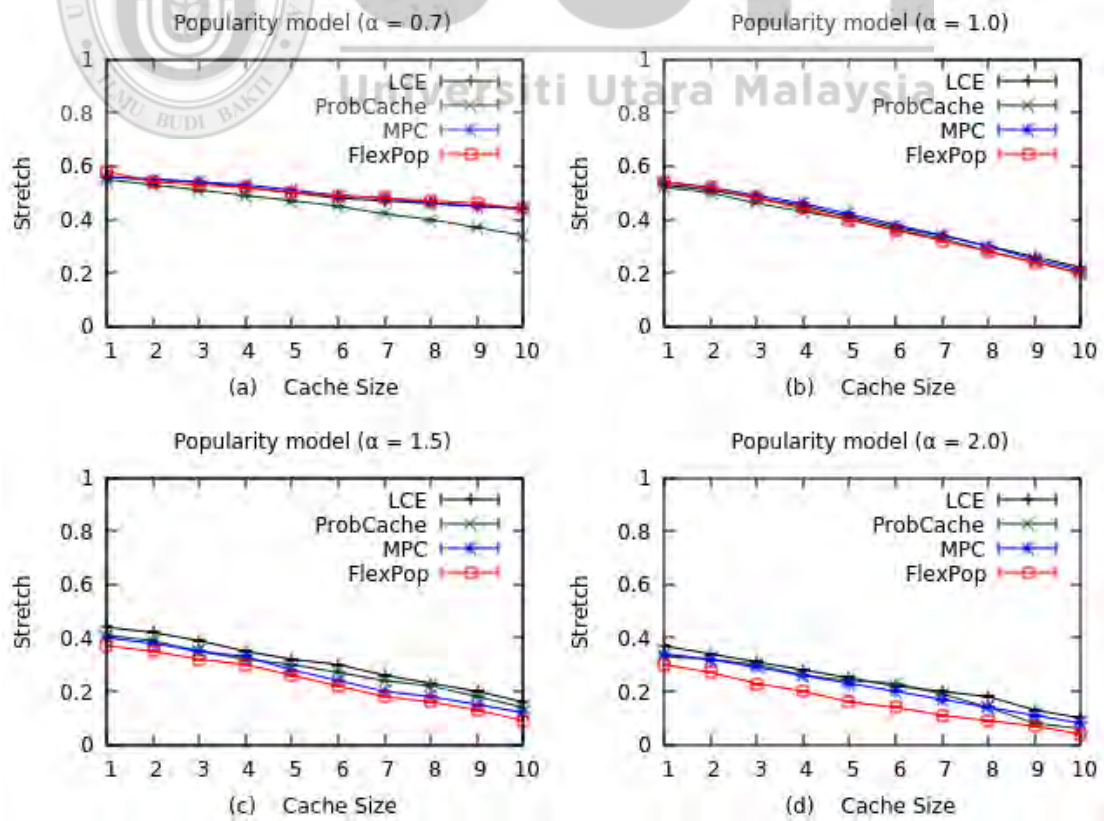 Popularity model (α = 0.7)
1
0.8
0.6
0.4
0.2
0
Stretch
LCE
ProbCache
MPC
FlexPop
1 2 3 4 5 6 7 8 9 10
(a) Cache Size
Popularity model (α = 1.0)
1
0.8
0.6
0.4
0.2
0
Stretch
LCE
ProbCache
MPC
FlexPop
1 2 3 4 5 6 7 8 9 10
(b) Cache Size
Universiti Utara Malaysia
BUDI BAKTI
Popularity model (α = 1.5)
1
0.8
0.6
0.4
0.2
0
Stretch
LCE
ProbCache
MPC
FlexPop
1 2 3 4 5 6 7 8 9 10
(c) Cache Size
Popularity model (α = 2.0)
1
0.8
0.6
0.4
0.2
0
Stretch
LCE
ProbCache
MPC
FlexPop
1 2 3 4 5 6 7 8 9 10
(d) Cache Size